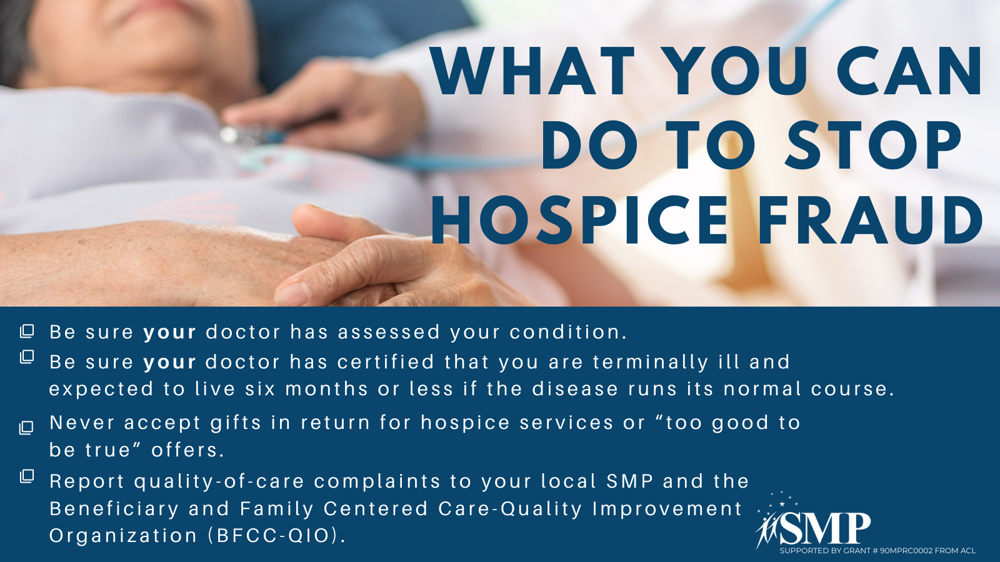 WHAT YOU CAN
DO TO STOP
HOSPICE FRAUD
Be sure your doctor has assessed your condition.
Be sure your doctor has certified that you are terminally ill and
expected to live six months or less if the disease runs its normal course.
Never accept gifts in return for hospice services or “too good to
be true” offers.
Report quality-of-care complaints to your local SMP and the
Beneficiary and Family Centered Care-Quality Improvement
Organization (BFCC-QIO).
SMP
SUPPORTED BY GRANT # 90MPRC0002 FROM ACL